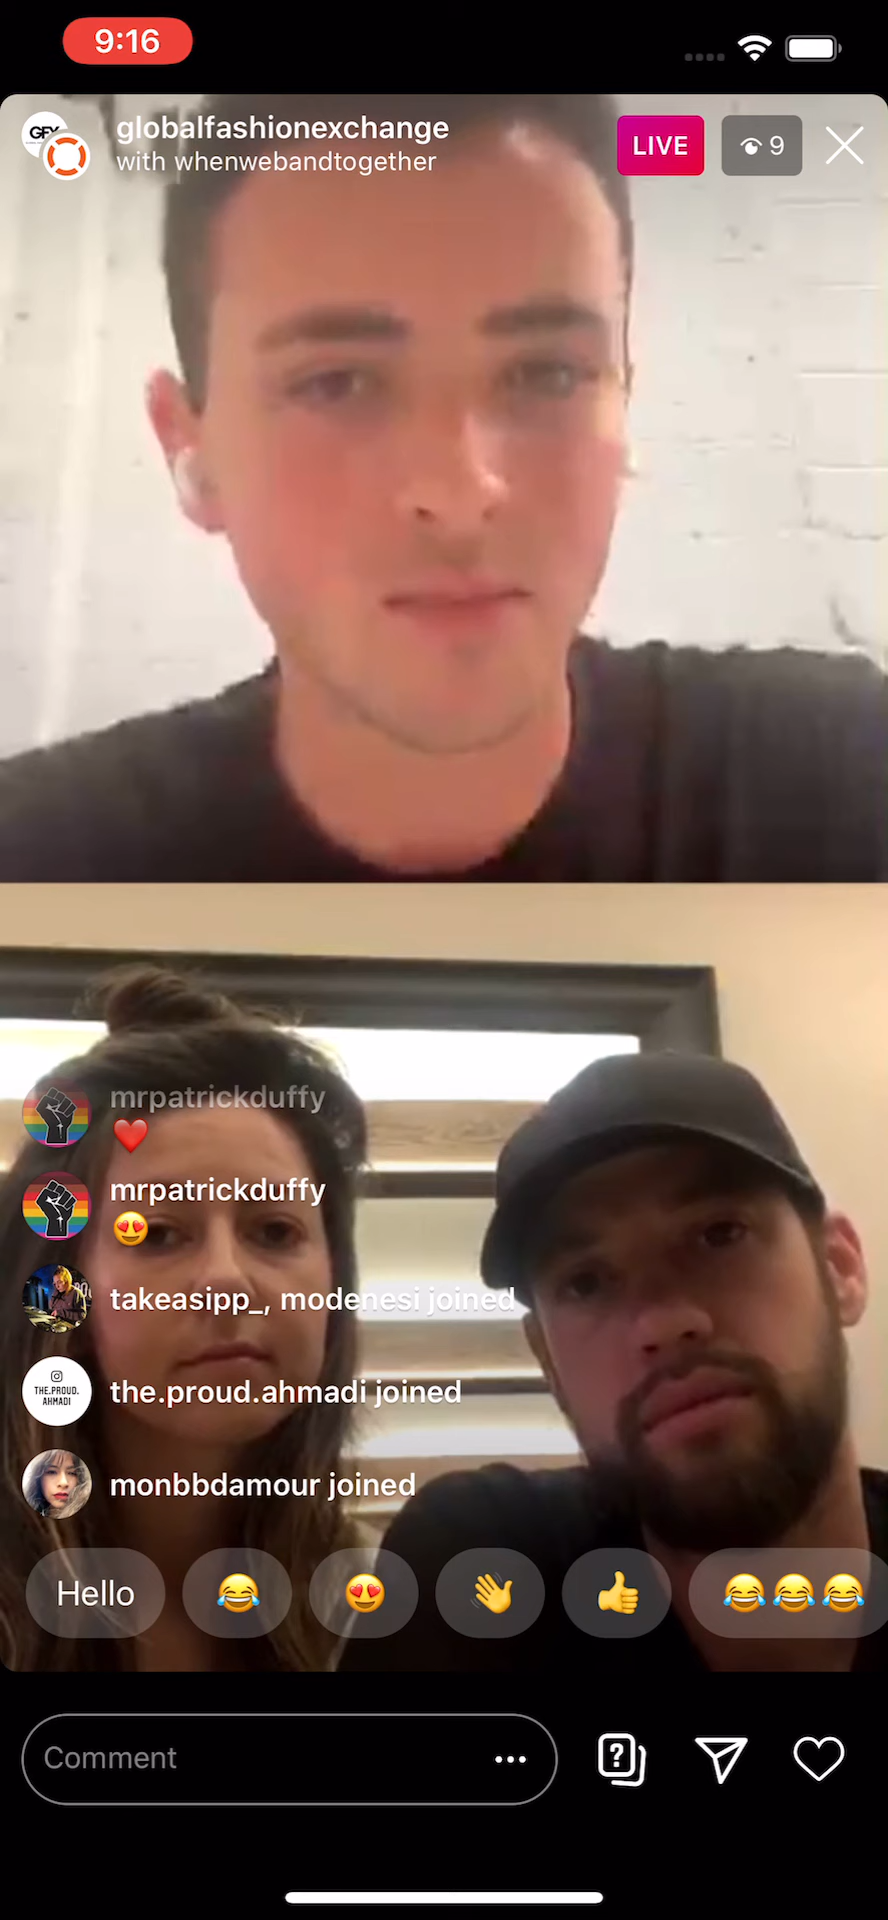 9:16
GFX
globalfashionexchange
with whenwebandtogether
LIVE
9
mrpatrickduffy
❤️
mrpatrickduffy
😍
takeasipp_, modenesi joined
THE.PROUD.
AHMADI
the.proud.ahmadi joined
monbbdamour joined
Hello 😂 😍 👋 👍 😂😂😂
Comment ...
?